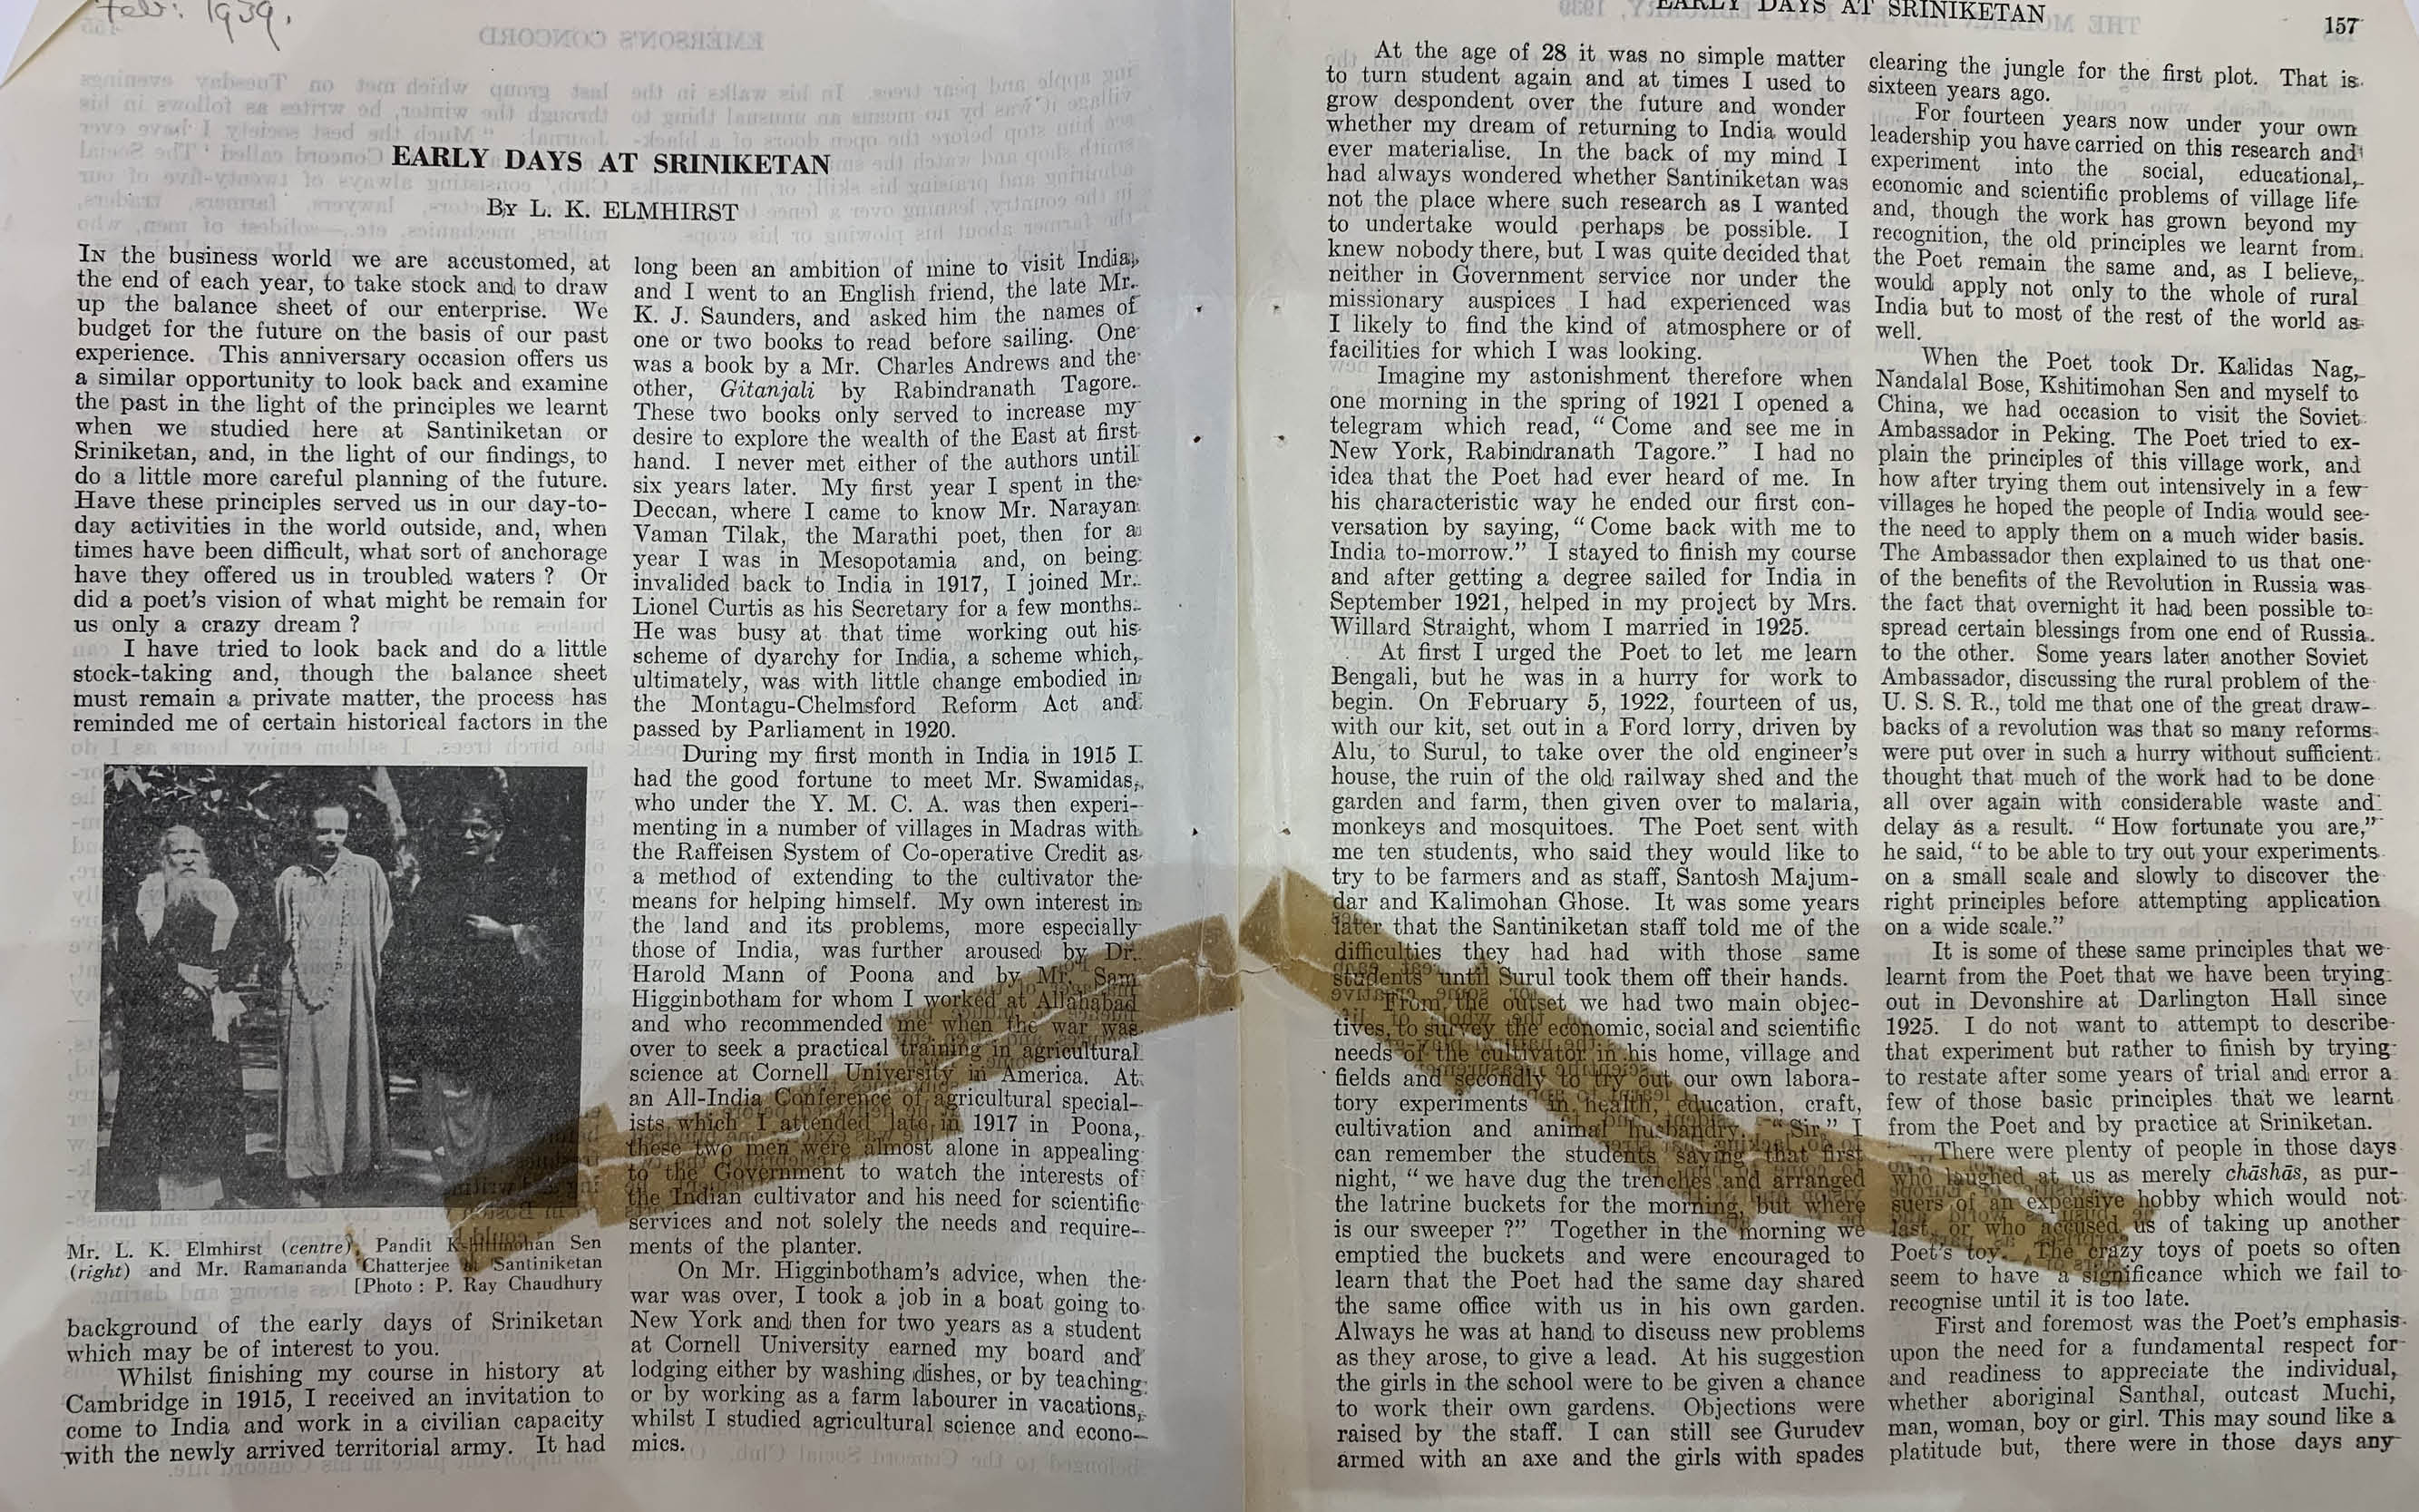 Feb: 1939.
EARLY DAYS AT SRINIKETAN
By L. K. ELMHIRST
In the business world we are accustomed, at
the end of each year, to take stock and to draw
up the balance sheet of our enterprise. We
budget for the future on the basis of our past
experience. This anniversary occasion offers us
a similar opportunity to look back and examine
the past in the light of the principles we learnt
when we studied here at Santiniketan or
Sriniketan, and, in the light of our findings, to
do a little more careful planning of the future.
Have these principles served us in our day-to-
day activities in the world outside, and, when
times have been difficult, what sort of anchorage
have they offered us in troubled waters ? Or
did a poet's vision of what might be remain for
us only a crazy dream ?
I have tried to look back and do a little
stock-taking and, though the balance sheet
must remain a private matter, the process has
reminded me of certain historical factors in the
Mr. L. K. Elmhirst (centre), Pandit Kshitimohan Sen
(right) and Mr. Ramananda Chatterjee at Santiniketan
[Photo : P. Ray Chaudhury
background of the early days of Sriniketan
which may be of interest to you.
Whilst finishing my course in history at
Cambridge in 1915, I received an invitation to
come to India and work in a civilian capacity
with the newly arrived territorial army. It had
long been an ambition of mine to visit India,
and I went to an English friend, the late Mr.
K. J. Saunders, and asked him the names of
one or two books to read before sailing. One
was a book by a Mr. Charles Andrews and the
other, Gitanjali by Rabindranath Tagore.
These two books only served to increase my
desire to explore the wealth of the East at first
hand. I never met either of the authors until
six years later. My first year I spent in the
Deccan, where I came to know Mr. Narayan
Vaman Tilak, the Marathi poet, then for a
year I was in Mesopotamia and, on being
invalided back to India in 1917, I joined Mr.
Lionel Curtis as his Secretary for a few months.
He was busy at that time working out his
scheme of dyarchy for India, a scheme which,
ultimately, was with little change embodied in
the Montagu-Chelmsford Reform Act and
passed by Parliament in 1920.
During my first month in India in 1915 I
had the good fortune to meet Mr. Swamidas,
who under the Y. M. C. A. was then experi-
menting in a number of villages in Madras with
the Raffeisen System of Co-operative Credit as
a method of extending to the cultivator the
means for helping himself. My own interest in
the land and its problems, more especially
those of India, was further aroused by Dr.
Harold Mann of Poona and by Mr. Sam
Higginbotham for whom I worked at Allahabad
and who recommended me when the war was
over to seek a practical training in agricultural
science at Cornell University in America. At
an All-India Conference of agricultural special-
ists which I attended late in 1917 in Poona,
these two men were almost alone in appealing
to the Government to watch the interests of
the Indian cultivator and his need for scientific
services and not solely the needs and require-
ments of the planter.
On Mr. Higginbotham's advice, when the
war was over, I took a job in a boat going to
New York and then for two years as a student
at Cornell University earned my board and
lodging either by washing dishes, or by teaching
or by working as a farm labourer in vacations,
whilst I studied agricultural science and econo-
mics.
EARLY DAYS AT SRINIKETAN
157
At the age of 28 it was no simple matter
to turn student again and at times I used to
grow despondent over the future and wonder
whether my dream of returning to India would
ever materialise. In the back of my mind I
had always wondered whether Santiniketan was
not the place where such research as I wanted
to undertake would perhaps be possible. I
knew nobody there, but I was quite decided that
neither in Government service nor under the
missionary auspices I had experienced was
I likely to find the kind of atmosphere or of
facilities for which I was looking.
Imagine my astonishment therefore when
one morning in the spring of 1921 I opened a
telegram which read, "Come and see me in
New York, Rabindranath Tagore." I had no
idea that the Poet had ever heard of me. In
his characteristic way he ended our first con-
versation by saying, "Come back with me to
India to-morrow." I stayed to finish my course
and after getting a degree sailed for India in
September 1921, helped in my project by Mrs.
Willard Straight, whom I married in 1925.
At first I urged the Poet to let me learn
Bengali, but he was in a hurry for work to
begin. On February 5, 1922, fourteen of us,
with our kit, set out in a Ford lorry, driven by
Alu, to Surul, to take over the old engineer's
house, the ruin of the old railway shed and the
garden and farm, then given over to malaria,
monkeys and mosquitoes. The Poet sent with
me ten students, who said they would like to
try to be farmers and as staff, Santosh Majum-
dar and Kalimohan Ghose. It was some years
later that the Santiniketan staff told me of the
difficulties they had had with those same
students until Surul took them off their hands.
From the outset we had two main objec-
tives, to survey the economic, social and scientific
needs of the cultivator in his home, village and
fields and secondly to try out our own labora-
tory experiments in health, education, craft,
cultivation and animal husbandry. "Sir," I
can remember the students saying that first
night, "we have dug the trenches and arranged
the latrine buckets for the morning, but where
is our sweeper ?" Together in the morning we
emptied the buckets and were encouraged to
learn that the Poet had the same day shared
the same office with us in his own garden.
Always he was at hand to discuss new problems
as they arose, to give a lead. At his suggestion
the girls in the school were to be given a chance
to work their own gardens. Objections were
raised by the staff. I can still see Gurudev
armed with an axe and the girls with spades
clearing the jungle for the first plot. That is
sixteen years ago.
For fourteen years now under your own
leadership you have carried on this research and
experiment into the social, educational,
economic and scientific problems of village life
and, though the work has grown beyond my
recognition, the old principles we learnt from
the Poet remain the same and, as I believe,
would apply not only to the whole of rural
India but to most of the rest of the world as
well.
When the Poet took Dr. Kalidas Nag,
Nandalal Bose, Kshitimohan Sen and myself to
China, we had occasion to visit the Soviet
Ambassador in Peking. The Poet tried to ex-
plain the principles of this village work, and
how after trying them out intensively in a few
villages he hoped the people of India would see
the need to apply them on a much wider basis.
The Ambassador then explained to us that one
of the benefits of the Revolution in Russia was
the fact that overnight it had been possible to
spread certain blessings from one end of Russia
to the other. Some years later another Soviet
Ambassador, discussing the rural problem of the
U. S. S. R., told me that one of the great draw-
backs of a revolution was that so many reforms
were put over in such a hurry without sufficient
thought that much of the work had to be done
all over again with considerable waste and
delay as a result. "How fortunate you are,"
he said, "to be able to try out your experiments
on a small scale and slowly to discover the
right principles before attempting application
on a wide scale."
It is some of these same principles that we
learnt from the Poet that we have been trying
out in Devonshire at Darlington Hall since
1925. I do not want to attempt to describe
that experiment but rather to finish by trying
to restate after some years of trial and error a
few of those basic principles that we learnt
from the Poet and by practice at Sriniketan.
There were plenty of people in those days
who laughed at us as merely chāshās, as pur-
suers of an expensive hobby which would not
last, or who accused us of taking up another
Poet's toy. The crazy toys of poets so often
seem to have a significance which we fail to
recognise until it is too late.
First and foremost was the Poet's emphasis
upon the need for a fundamental respect for
and readiness to appreciate the individual,
whether aboriginal Santhal, outcast Muchi,
man, woman, boy or girl. This may sound like a
platitude but, there were in those days any